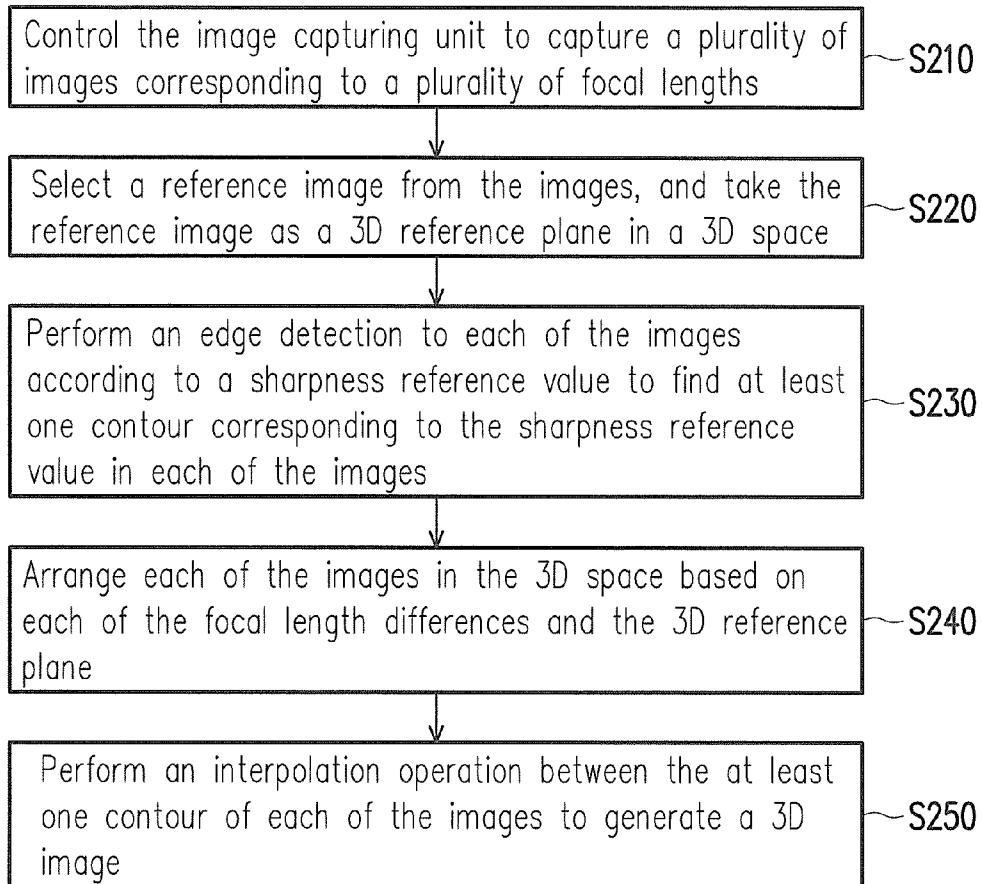 Control the image capturing unit to capture a plurality of
images corresponding to a plurality of focal lengths
S210
Select a reference image from the images, and take the
reference image as a 3D reference plane in a 3D space
S220
Perform an edge detection to each of the images
according to a sharpness reference value to find at least
one contour corresponding to the sharpness reference
value in each of the images
S230
Arrange each of the images in the 3D space based on
each of the focal length differences and the 3D reference
plane
S240
Perform an interpolation operation between the at least
one contour of each of the images to generate a 3D
image
S250